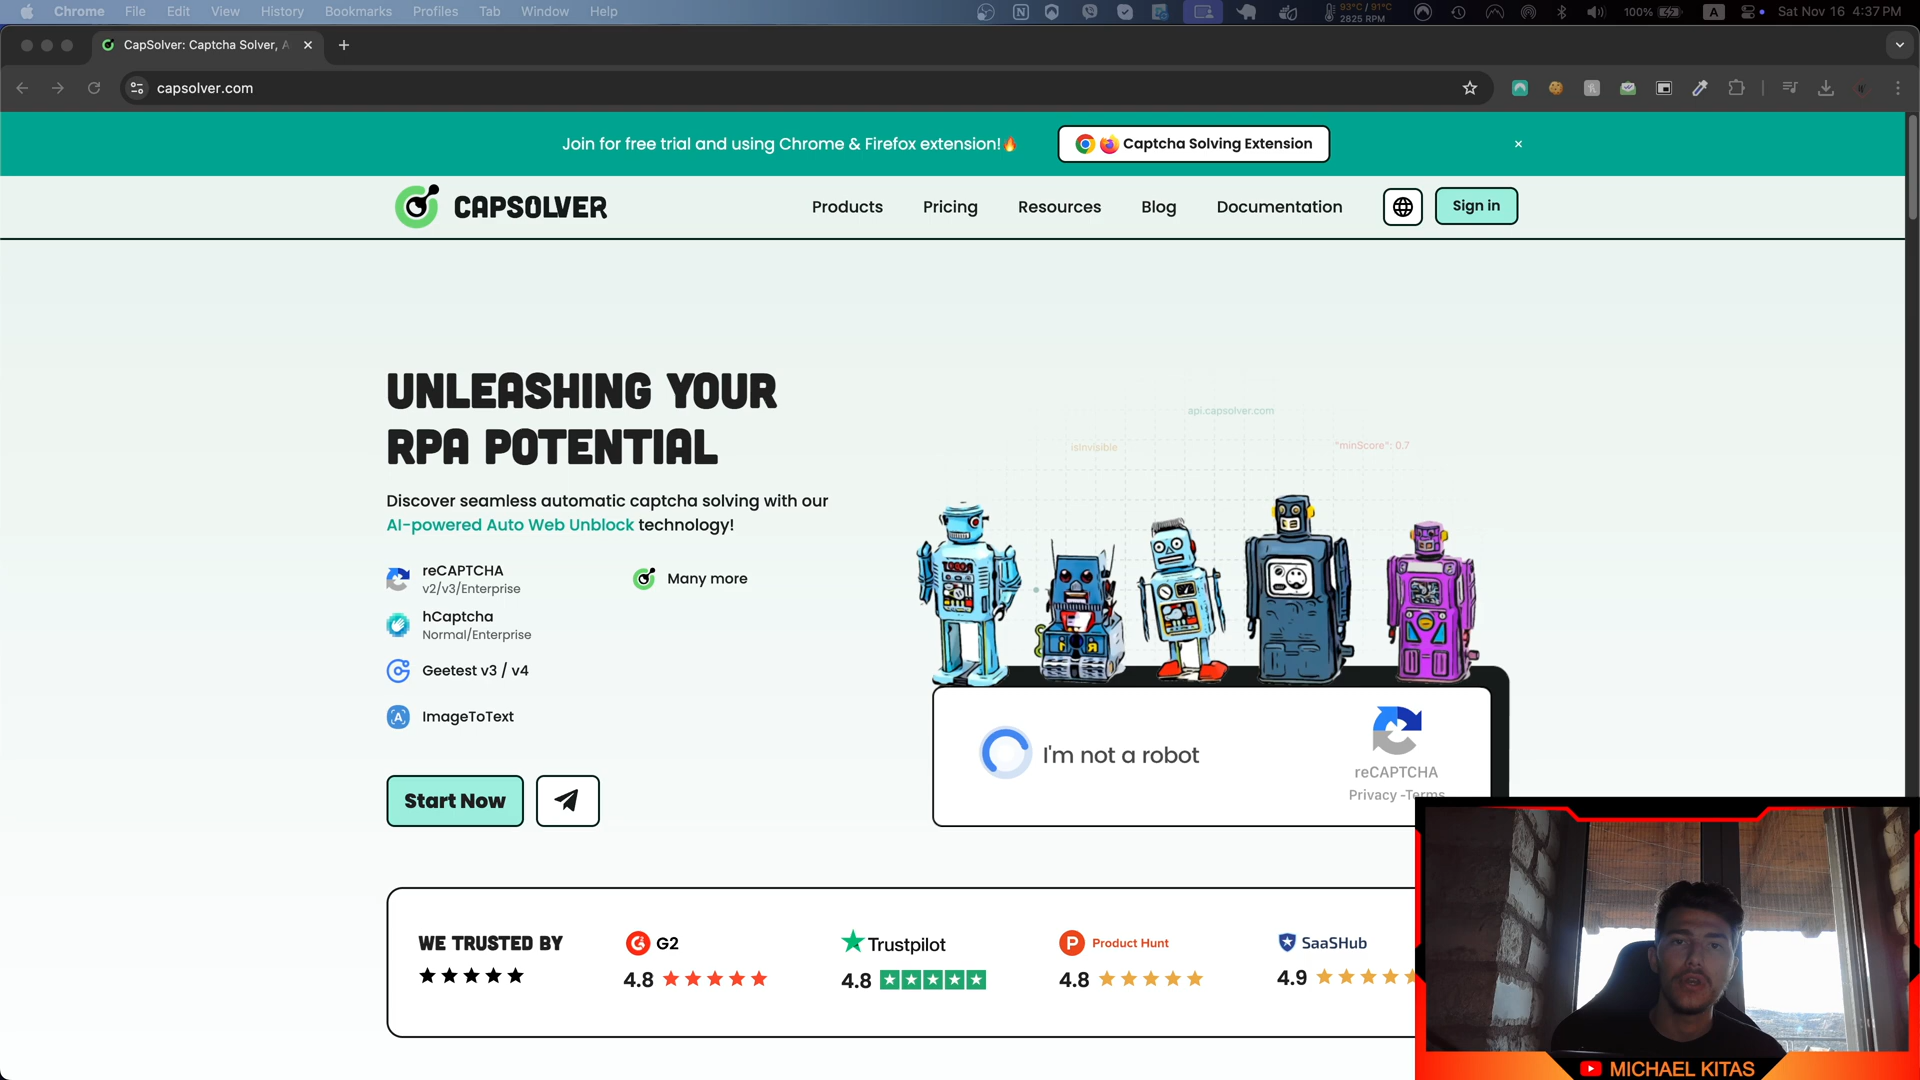 Chrome File Edit View History Bookmarks Profiles Tab Window Help
93°C / 91°C
2825 RPM
100%
A
Sat Nov 16 4:37 PM
CapSolver: Captcha Solver, A
capsolver.com
Join for free trial and using Chrome & Firefox extension!🔥
Captcha Solving Extension
CAPSOLVER
Products
Pricing
Resources
Blog
Documentation
Sign in
UNLEASHING YOUR
RPA POTENTIAL
Discover seamless automatic captcha solving with our
AI-powered Auto Web Unblock technology!
reCAPTCHA
v2/v3/Enterprise
Many more
hCaptcha
Normal/Enterprise
Geetest v3 / v4
ImageToText
Start Now
api.capsolver.com
isInvisible
"minScore": 0.7
I'm not a robot
reCAPTCHA
Privacy -Terms
WE TRUSTED BY
G2
4.8
Trustpilot
4.8
Product Hunt
4.8
SaaSHub
4.9
MICHAEL KITAS